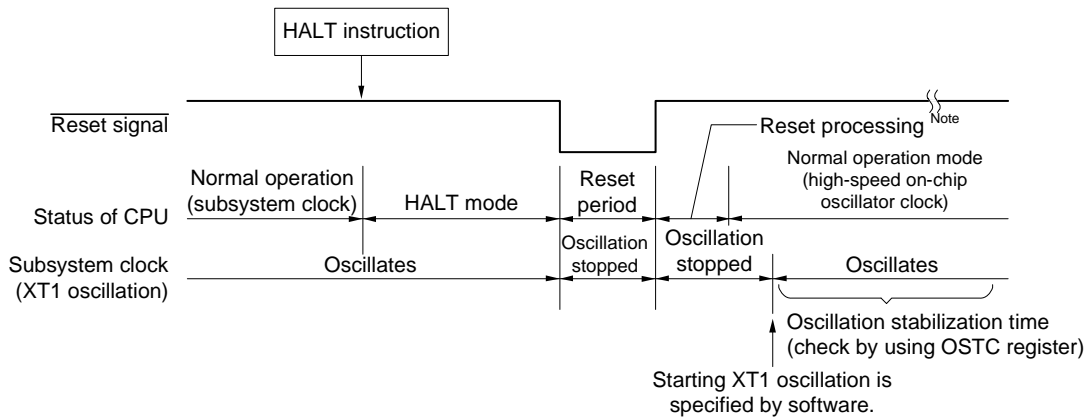 HALT instruction
Reset signal
Note
Reset processing
Normal operation mode
(high-speed on-chip
oscillator clock)
Normal operation
(subsystem clock)
Reset
period
HALT mode
Status of CPU
Oscillation
stopped
Oscillation
stopped
Subsystem clock
(XT1 oscillation)
Oscillates
Oscillates
Oscillation stabilization time
(check by using OSTC register)
Starting XT1 oscillation is
specified by software.